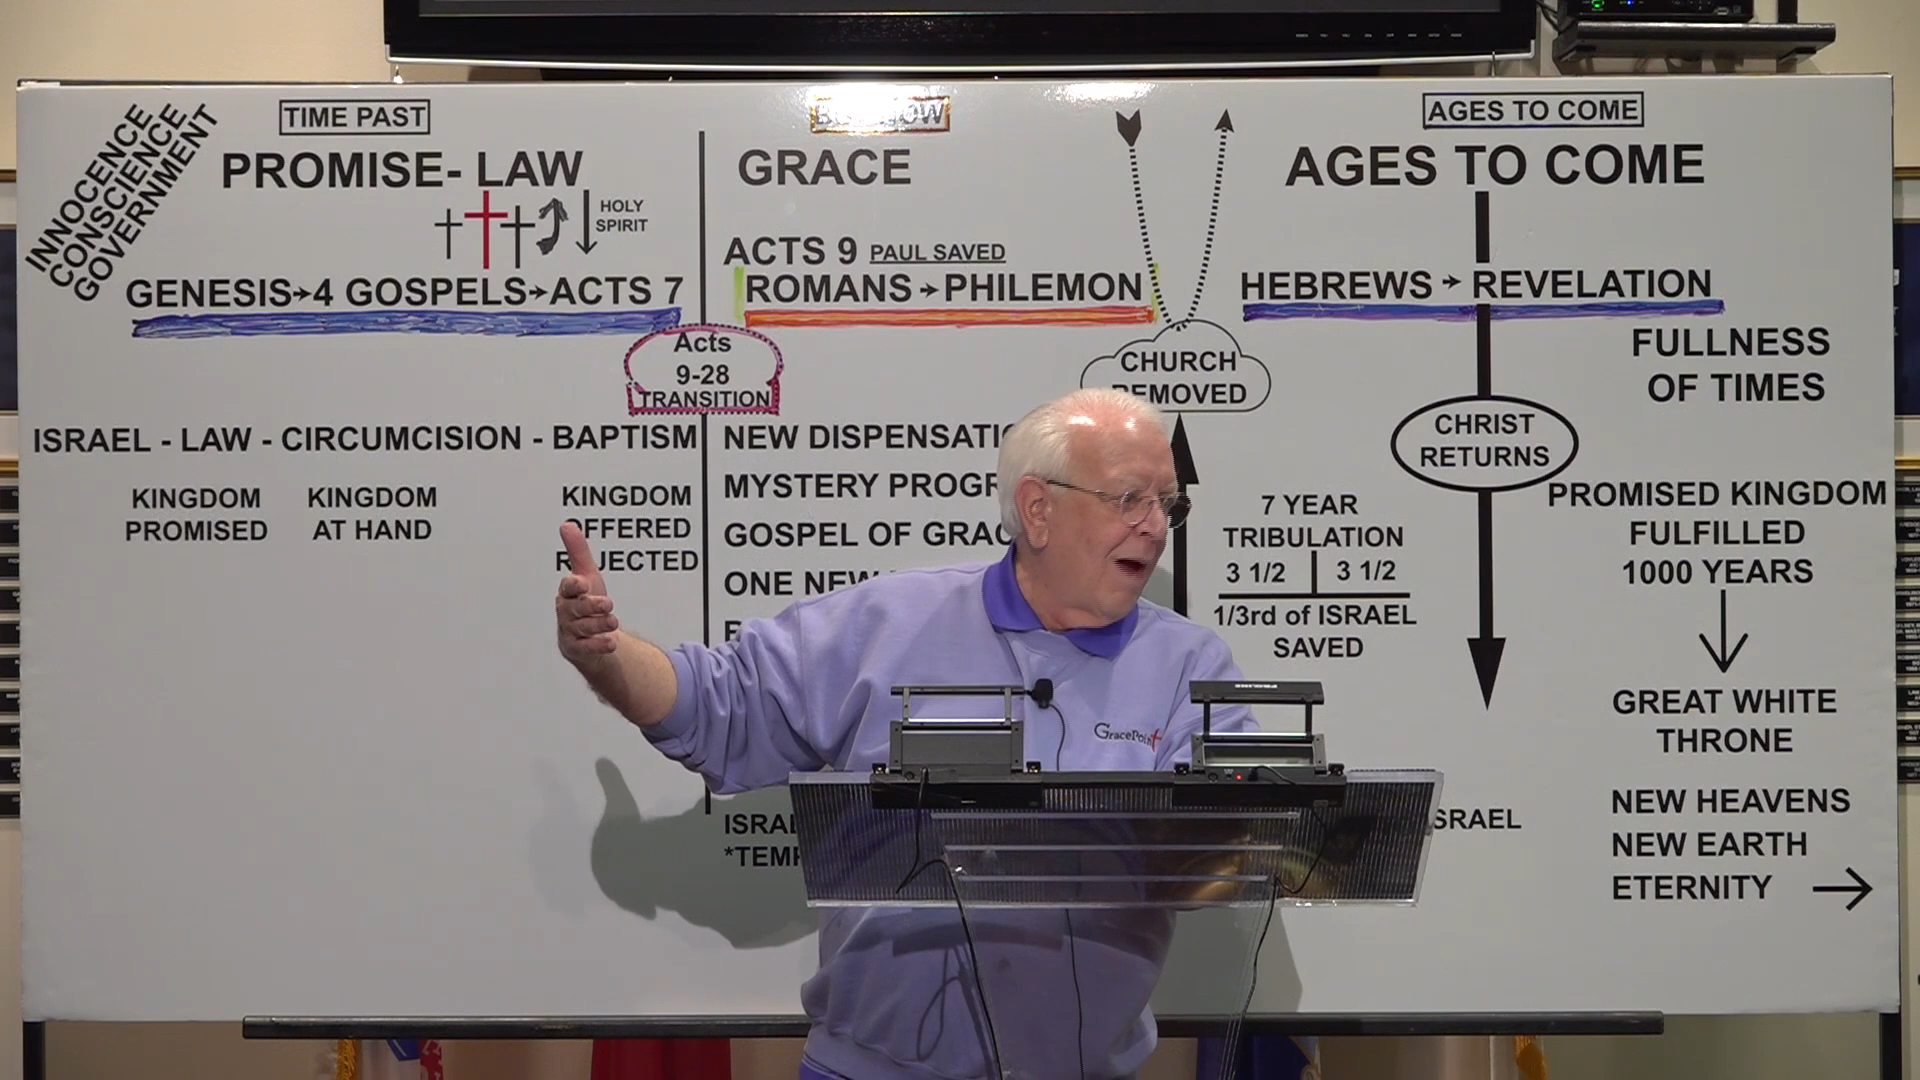 INNOCENCE
CONSCIENCE
GOVERNMENT
TIME PAST
PROMISE- LAW
HOLY
SPIRIT
GENESIS→4 GOSPELS→ACTS 7
Acts
9-28
TRANSITION
ISRAEL - LAW - CIRCUMCISION - BAPTISM
KINGDOM
PROMISED
KINGDOM
AT HAND
KINGDOM
OFFERED
REJECTED
GRACE
ACTS 9 PAUL SAVED
ROMANS→PHILEMON
CHURCH
REMOVED
NEW
MYSTERY
GOSPEL OF
ONE NEW
7 YEAR
TRIBULATION
3 1/2 3 1/2
1/3rd of ISRAEL
SAVED
AGES TO COME
AGES TO COME
HEBREWS→REVELATION
FULLNESS
OF TIMES
CHRIST
RETURNS
PROMISED KINGDOM
FULFILLED
1000 YEARS
GREAT WHITE
THRONE
NEW HEAVENS
NEW EARTH
ETERNITY →
GracePoint